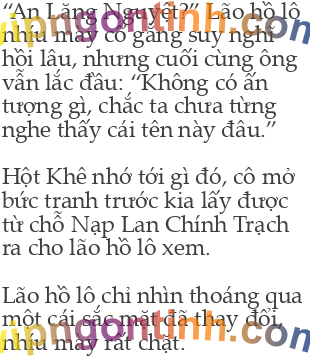 “An Lăng Nguyệt?” Lão hồ lô
nhíu mày cố gắng suy nghĩ
hồi lâu, nhưng cuối cùng ông
vẫn lắc đầu: “Không có ấn
tượng gì, chắc ta chưa từng
nghe thấy cái tên này đâu.”
Hột Khê nhớ tới gì đó, cô mở
bức tranh trước kia lấy được
từ chỗ Nạp Lan Chính Trạch
ra cho lão hồ lô xem.
Lão hồ lô chỉ nhìn thoáng qua
một cái sắc mặt đã thay đổi,
nhíu mày rất chặt.
vipngontinh.com
vipngontinh.com